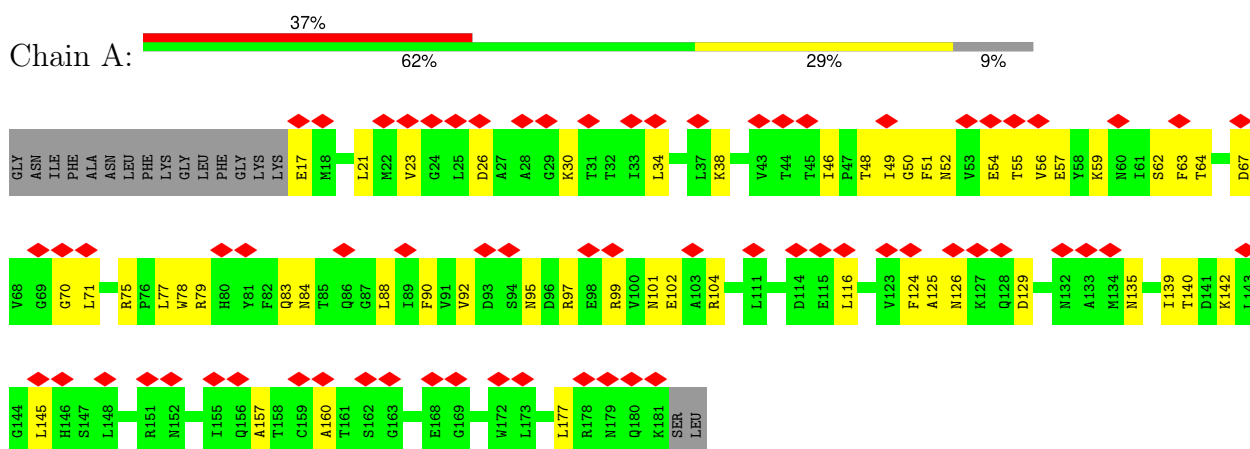 37%
Chain A:
62% 29% 9%
GLY ASN ILE PHE ALA ASN LEU PHE LYS GLY LEU PHE GLY LYS LYS E17 M18 L21 M22 V23 G24 L25 D26 A27 A28 G29 K30 T31 T32 I33 L34 L37 K38 V43 T44 T45 I46 P47 T48 I49 G50 F51 N52 V53 E54 T55 V56 E57 Y58 K59 N60 I61 S62 F63 T64 D67
V68 G69 G70 L71 R75 P76 L77 W78 R79 H80 Y81 F82 Q83 N84 T85 Q86 G87 L88 I89 F90 V91 V92 D93 S94 N95 D96 R97 E98 R99 V100 N101 E102 A103 R104 L111 D114 E115 L116 V123 F124 A125 N126 K127 Q128 D129 N132 A133 M134 N135 I139 T140 D141 K142 L143
G144 L145 H146 S147 L148 R151 N152 I155 Q156 A157 T158 C159 A160 T161 S162 G163 E168 G169 W172 L173 L177 R178 N179 Q180 K181 SER LEU